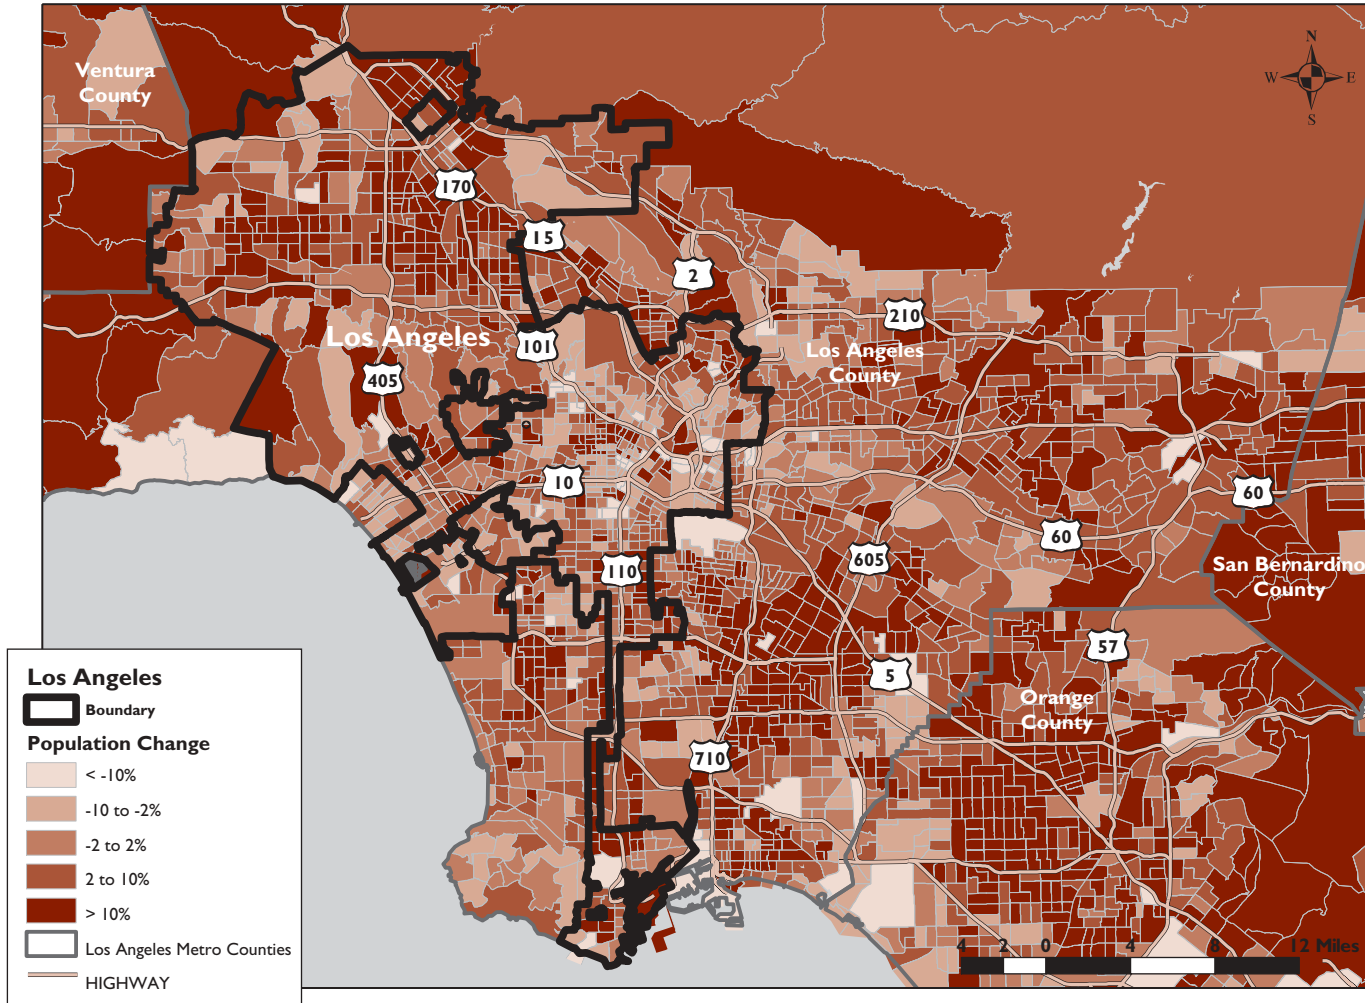 N
W
E
S
Ventura
County
170
15
2
210
101
Los Angeles
Los Angeles
County
405
10
60
60
110
605
San Bernardino
County
57
5
Orange
County
710
Los Angeles
Boundary
Population Change
< -10%
-10 to -2%
-2 to 2%
2 to 10%
> 10%
Los Angeles Metro Counties
HIGHWAY
4 2 0 4 8 12 Miles